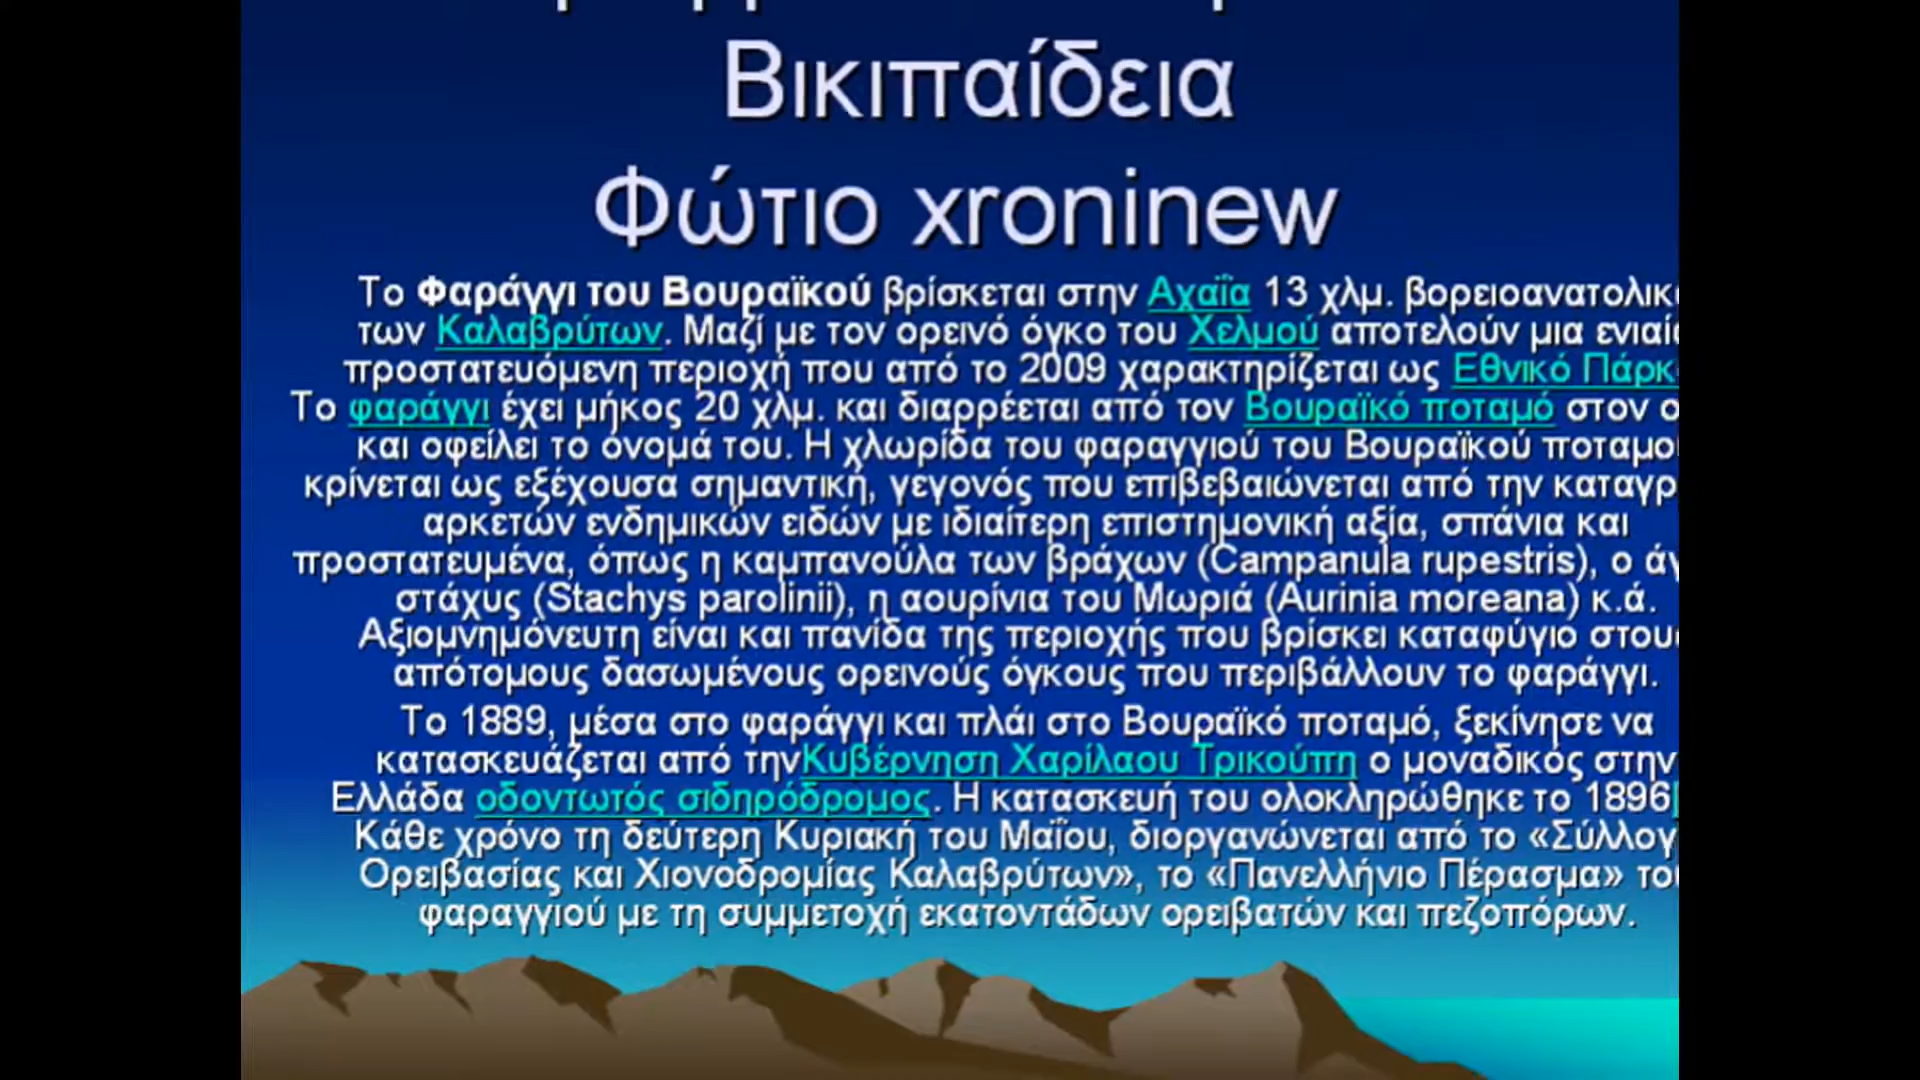 Βικιπαίδεια
Φώτιο xroninew
Το Φαράγγι του Βουραϊκού βρίσκεται στην Αχαΐα 13 χλμ.
των Καλαβρύτων. Μαζί με τον ορεινό όγκο του Χελμού αποτελούν μια
προστατευόμενη περιοχή που από το 2009 χαρακτηρίζεται ως Εθνικό
Το φαράγγι έχει μήκος 20 χλμ. και διαρρέεται από τον Βουραϊκό ποταμό στον
και οφείλει το όνομά του. Η χλωρίδα του φαραγγιού του Βουραϊκού
κρίνεται ως εξέχουσα σημαντική, γεγονός που επιβεβαιώνεται από την
αρκετών ενδημικών ειδών με ιδιαίτερη επιστημονική αξία, σπάνια και
προστατευμένα, όπως η καμπανούλα των βράχων (Campanula rupestris), ο
στάχυς (Stachys parolinii), η αουρίνια του Μωριά (Aurinia moreana) κ.ά.
Αξιομνημόνευτη είναι και πανίδα της περιοχής που βρίσκει καταφύγιο
απότομους δασωμένους ορεινούς όγκους που περιβάλλουν το φαράγγι.
Το 1889, μέσα στο φαράγγι και πλάι στο Βουραϊκό ποταμό, ξεκίνησε να
κατασκευάζεται από τηνΚυβέρνηση Χαρίλαου Τρικούπη ο μοναδικός στην
Ελλάδα οδοντωτός σιδηρόδρομος. Η κατασκευή του ολοκληρώθηκε το 1896
Κάθε χρόνο τη δεύτερη Κυριακή του Μαΐου, διοργανώνεται από το
Ορειβασίας και Χιονοδρομίας Καλαβρύτων», το «Πανελλήνιο Πέρασμα»
φαραγγιού με τη συμμετοχή εκατοντάδων ορειβατών και πεζοπόρων.